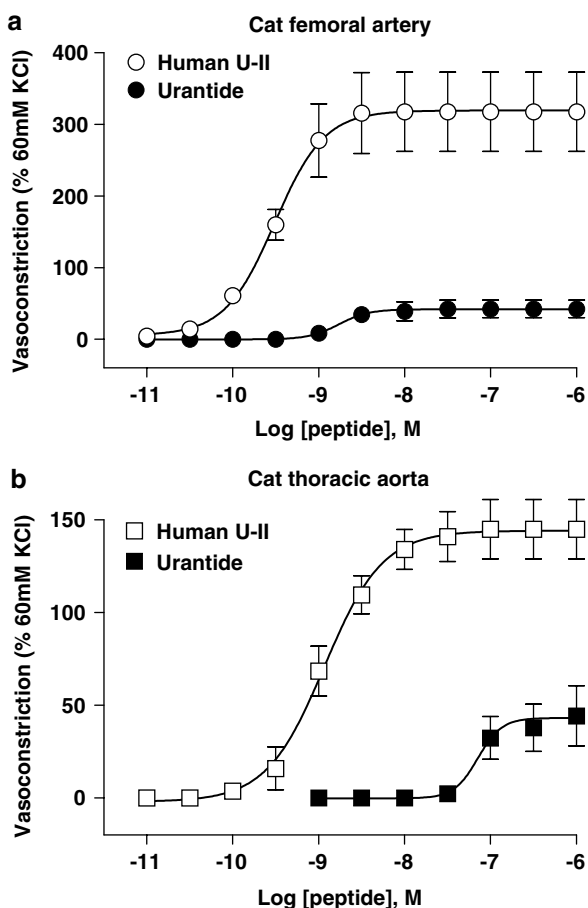 a
Cat femoral artery
Vasoconstriction (% 60mM KCl)
400
300
200
100
0
Human U-II
Urantide
-11 -10 -9 -8 -7 -6
Log [peptide], M
b
Cat thoracic aorta
Vasoconstriction (% 60mM KCl)
150
100
50
0
Human U-II
Urantide
-11 -10 -9 -8 -7 -6
Log [peptide], M